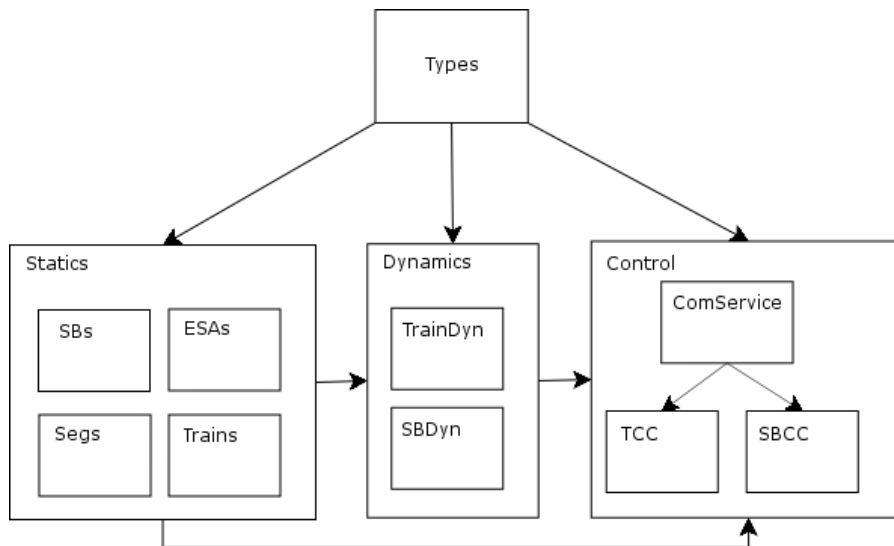 Types
Statics
SBs
ESAs
Segs
Trains
Dynamics
TrainDyn
SBDyn
Control
ComService
TCC
SBCC